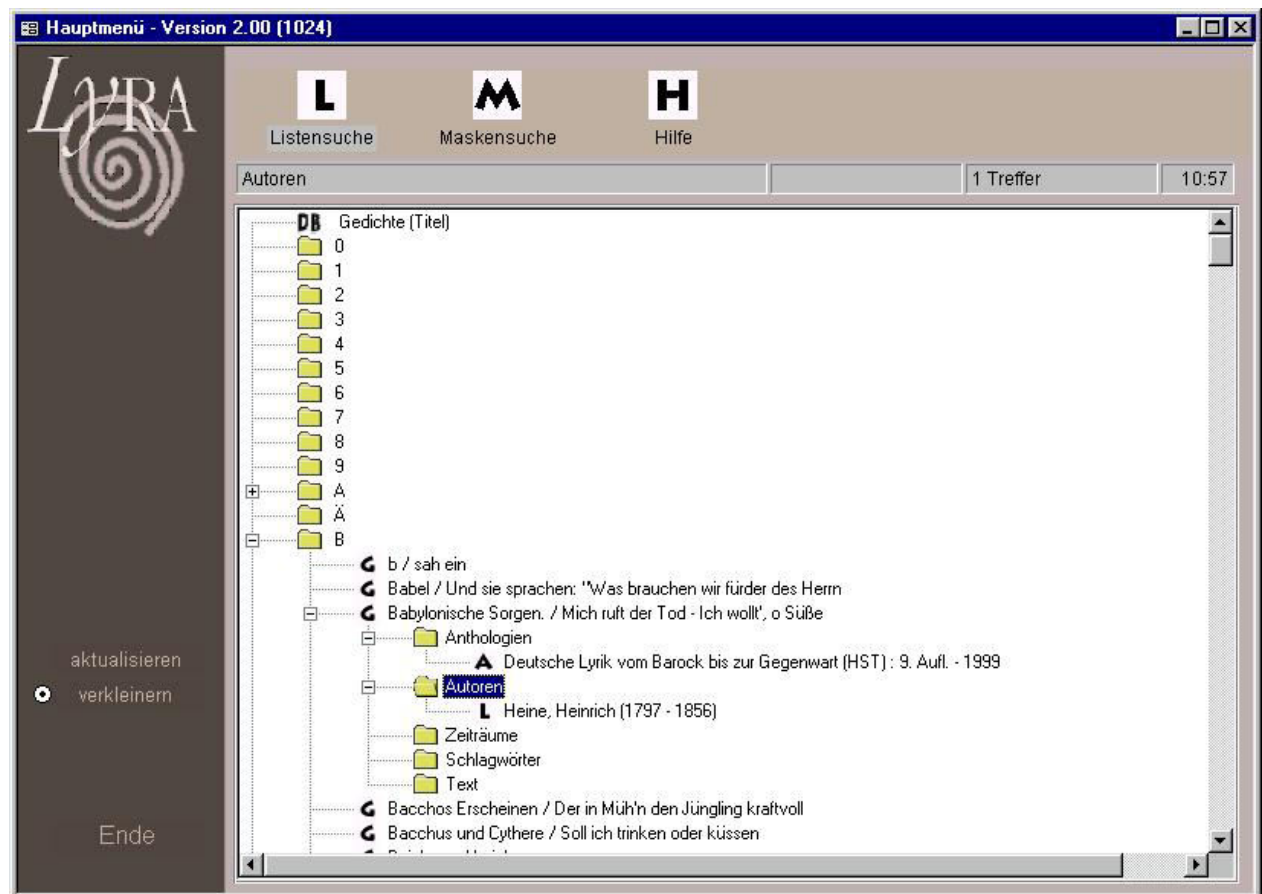 Hauptmenü - Version 2.00 (1024)
LyRA
L M H
Listensuche Maskensuche Hilfe
Autoren 1 Treffer 10:57
DB Gedichte (Titel)
0
1
2
3
4
5
6
7
8
9
A
Ä
B
G b / sah ein
G Babel / Und sie sprachen: "Was brauchen wir fürder des Herrn
G Babylonische Sorgen. / Mich ruft der Tod - Ich wollt', o Süße
Anthologien
A Deutsche Lyrik vom Barock bis zur Gegenwart (HST) : 9. Aufl. - 1999
Autoren
L Heine, Heinrich (1797 - 1856)
Zeiträume
Schlagwörter
Text
G Bacchos Erscheinen / Der in Müh'n den Jüngling kraftvoll
G Bacchus und Cythere / Soll ich trinken oder küssen
aktualisieren
verkleinern
Ende